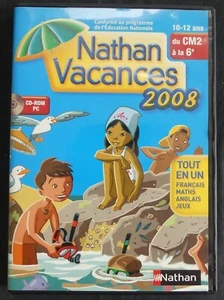 Conforme au programme
de l'Éducation Nationale
10-12 ans
du CM2
à la 6e
Nathan
Vacances
2008
CD-ROM
PC
TOUT
EN UN
FRANÇAIS
MATHS
ANGLAIS
JEUX
Nathan